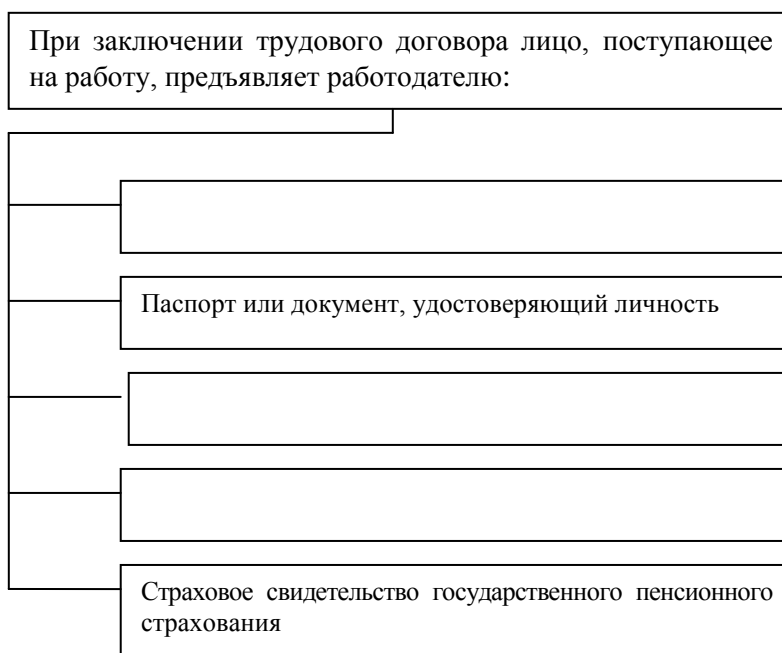 При заключении трудового договора лицо, поступающее
на работу, предъявляет работодателю:
Паспорт или документ, удостоверяющий личность
Страховое свидетельство государственного пенсионного
страхования